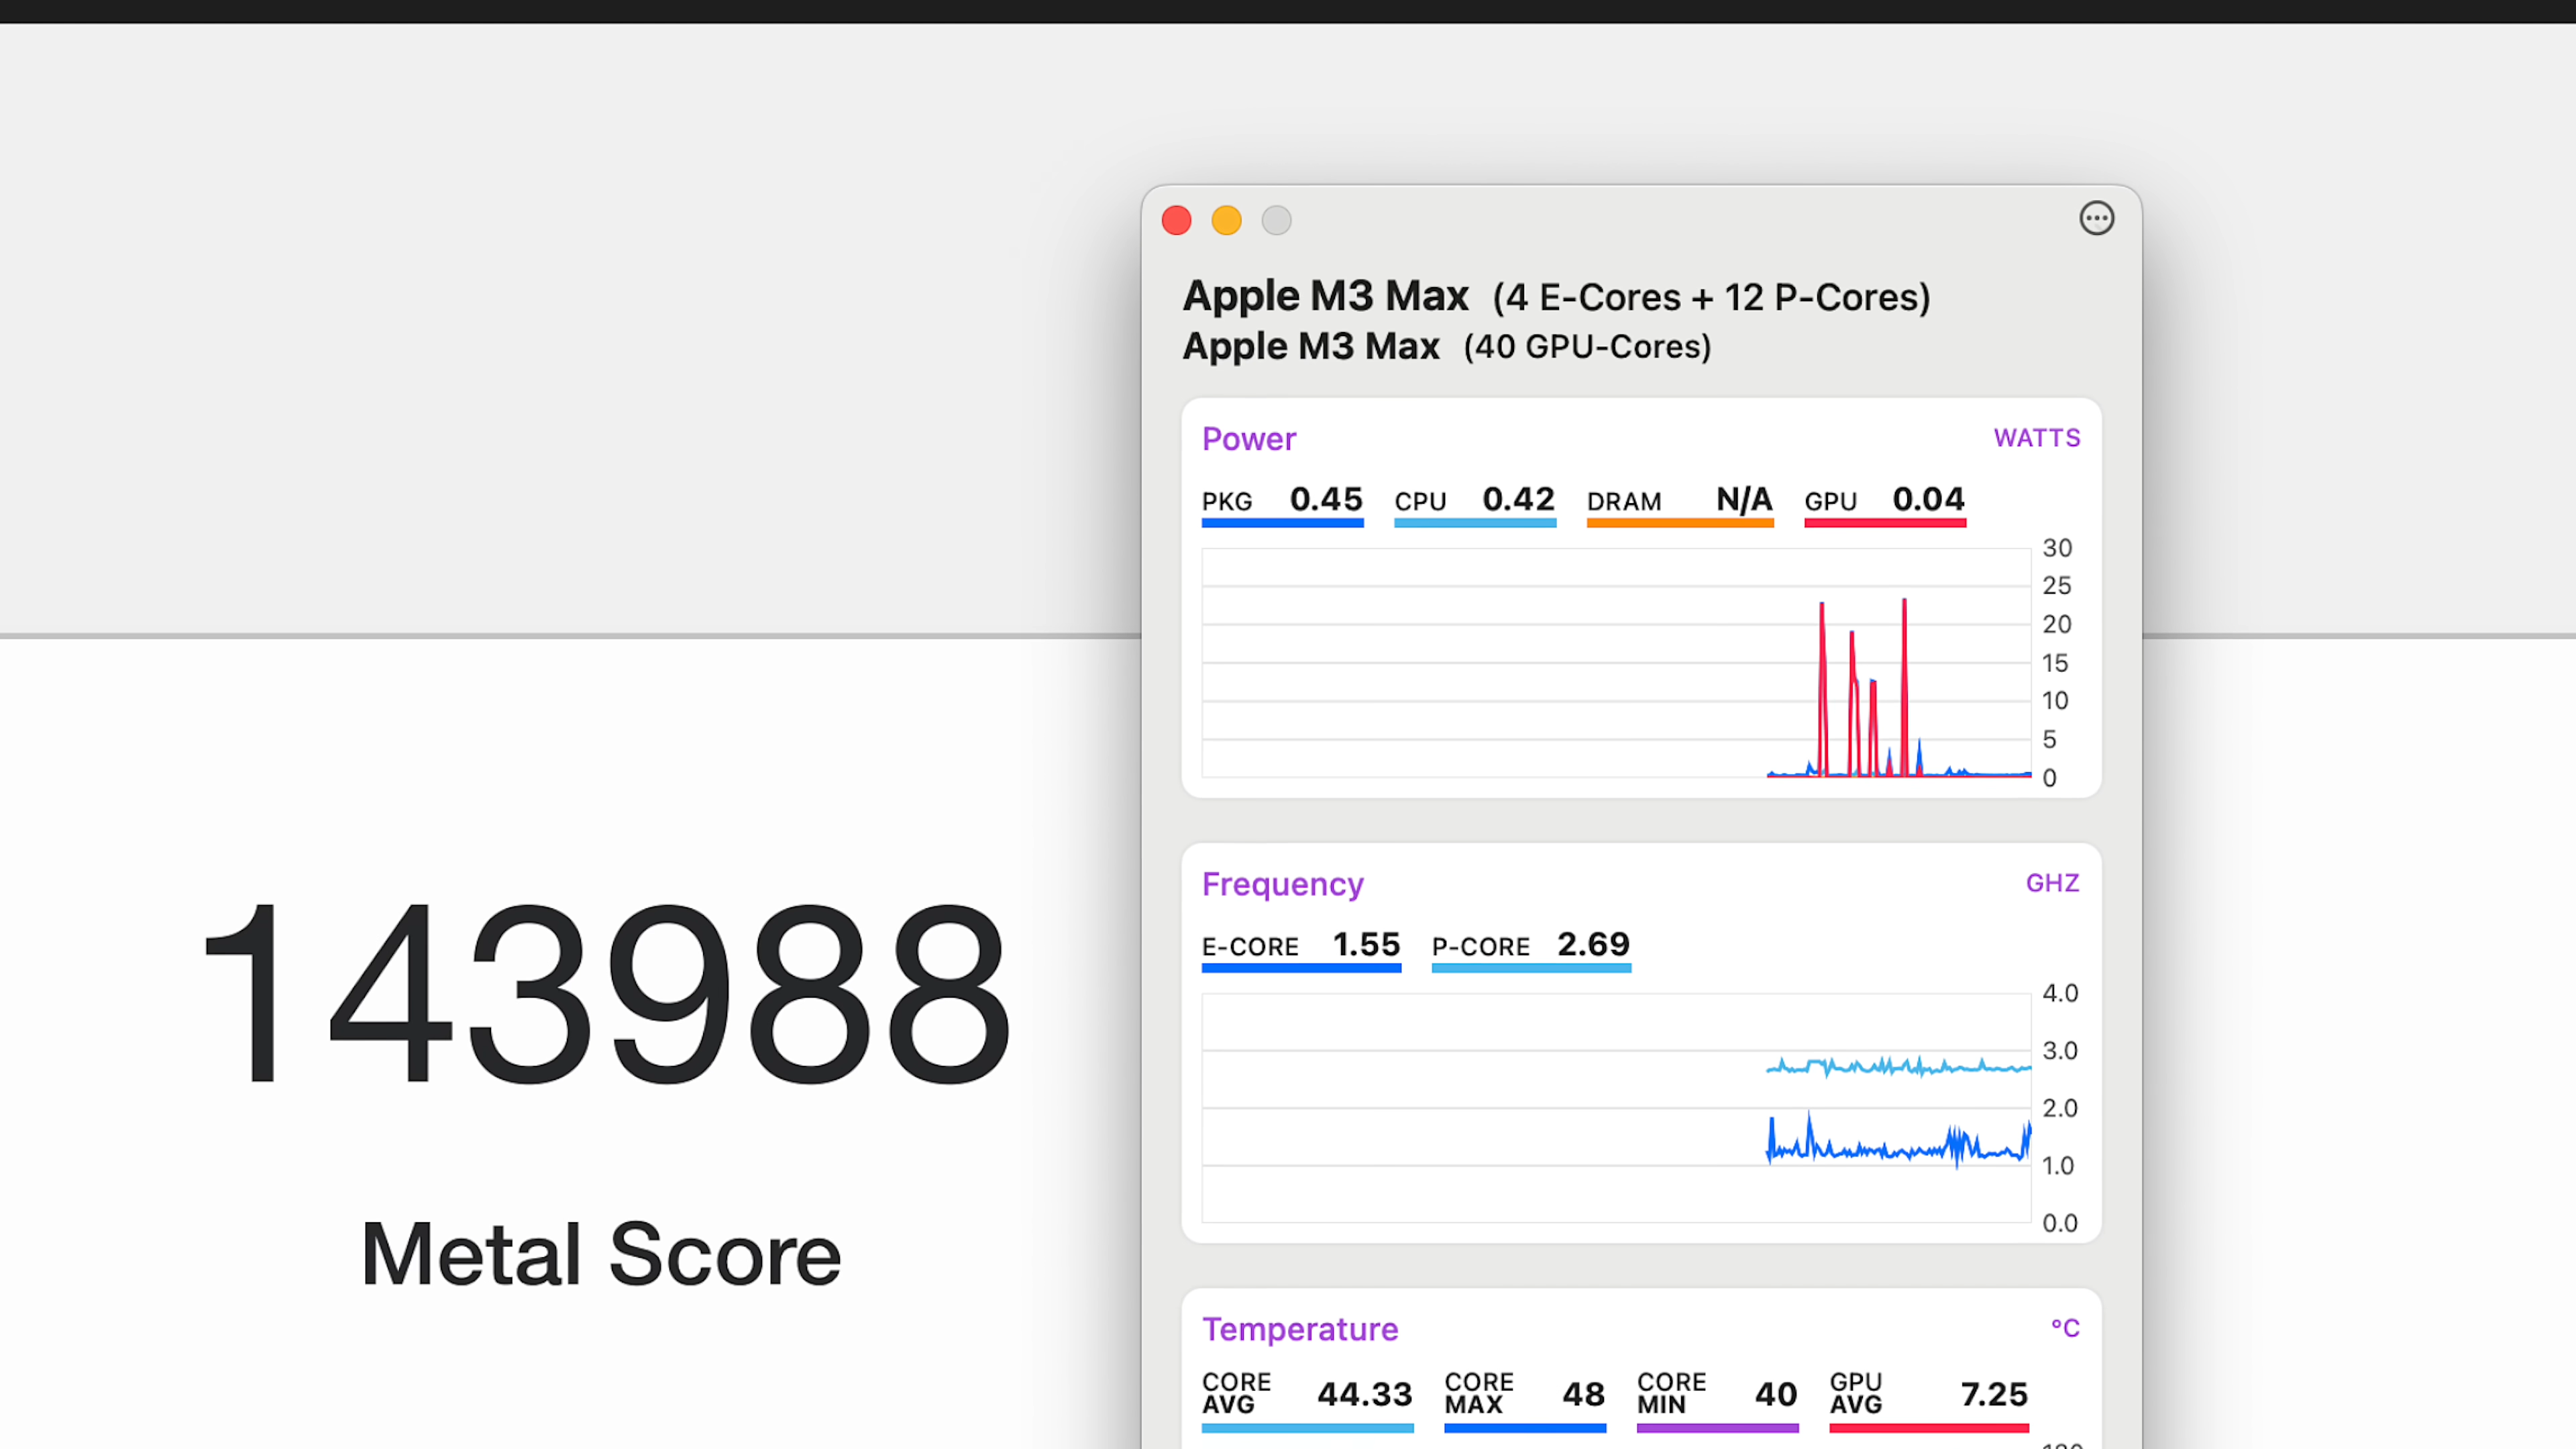 143988
Metal Score
Apple M3 Max (4 E-Cores + 12 P-Cores)
Apple M3 Max (40 GPU-Cores)
Power WATTS
PKG 0.45 CPU 0.42 DRAM N/A GPU 0.04
30
25
20
15
10
5
0
Frequency GHZ
E-CORE 1.55 P-CORE 2.69
4.0
3.0
2.0
1.0
0.0
Temperature °C
CORE AVG 44.33 CORE MAX 48 CORE MIN 40 GPU AVG 7.25